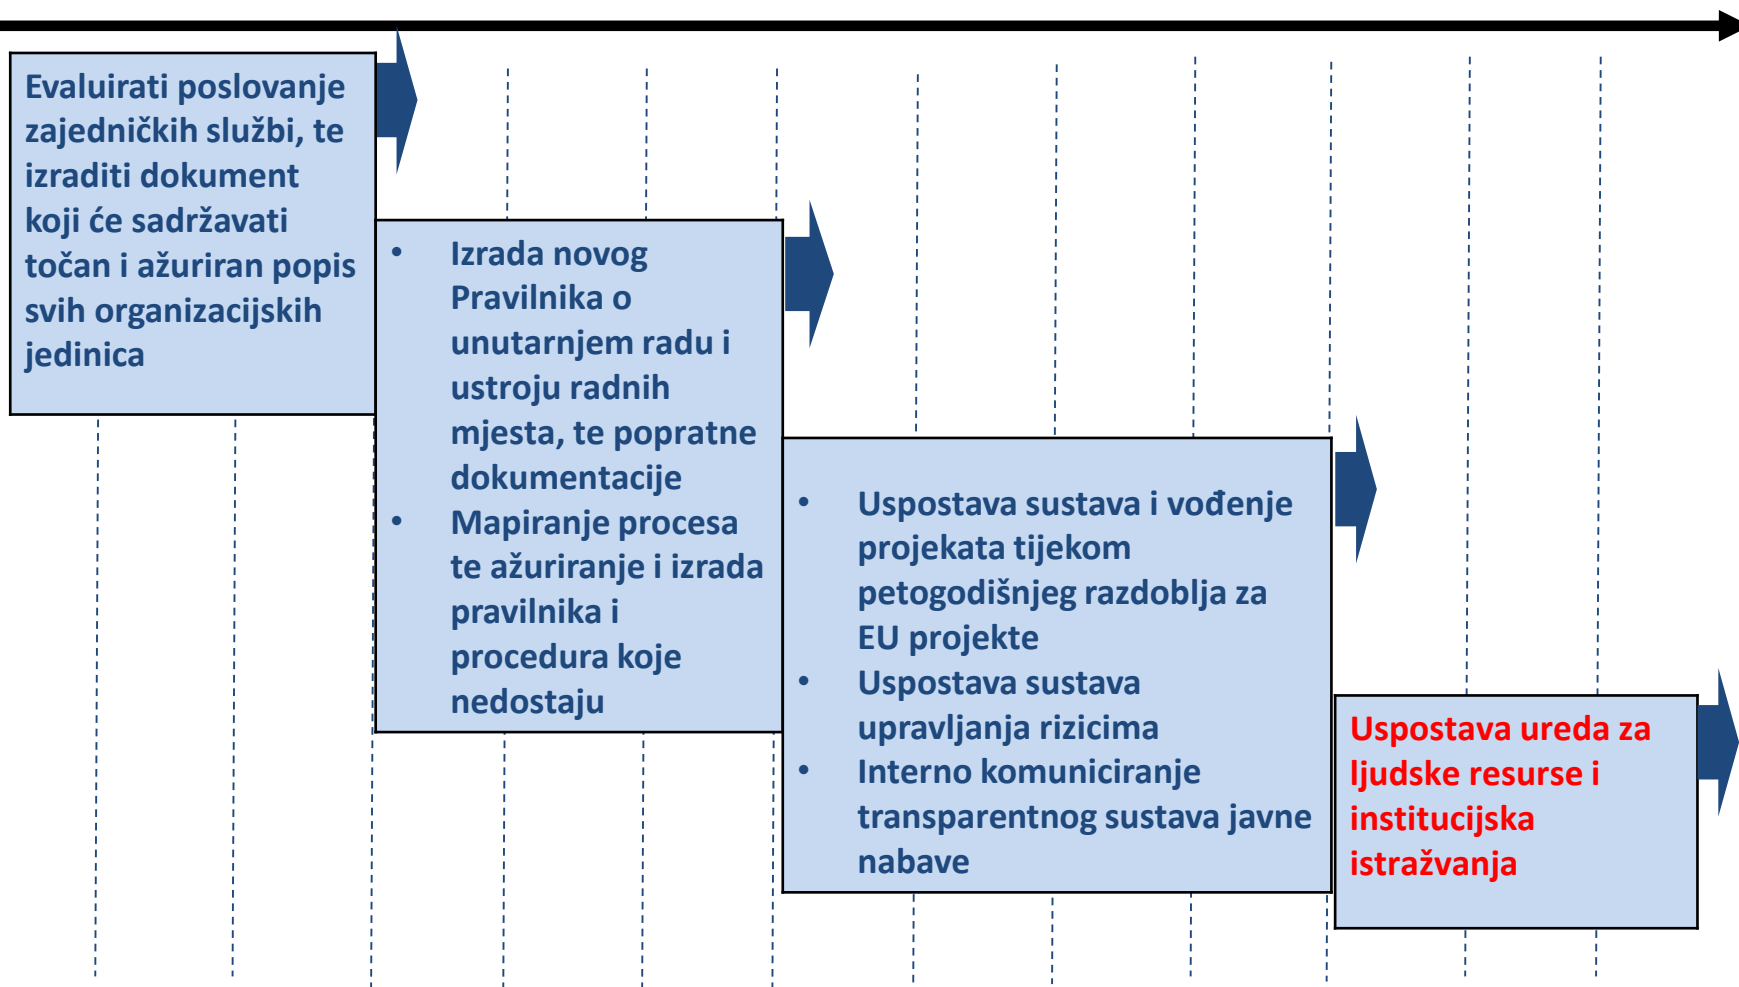 Evaluirati poslovanje
zajedničkih službi, te
izraditi dokument
koji će sadržavati
točan i ažuriran popis
svih organizacijskih
jedinica
• Izrada novog
Pravilnika o
unutarnjem radu i
ustroju radnih
mjesta, te popratne
dokumentacije
• Mapiranje procesa
te ažuriranje i izrada
pravilnika i
procedura koje
nedostaju
• Uspostava sustava i vođenje
projekata tijekom
petogodišnjeg razdoblja za
EU projekte
• Uspostava sustava
upravljanja rizicima
• Interno komuniciranje
transparentnog sustava javne
nabave
Uspostava ureda za
ljudske resurse i
institucijska
istražvanja